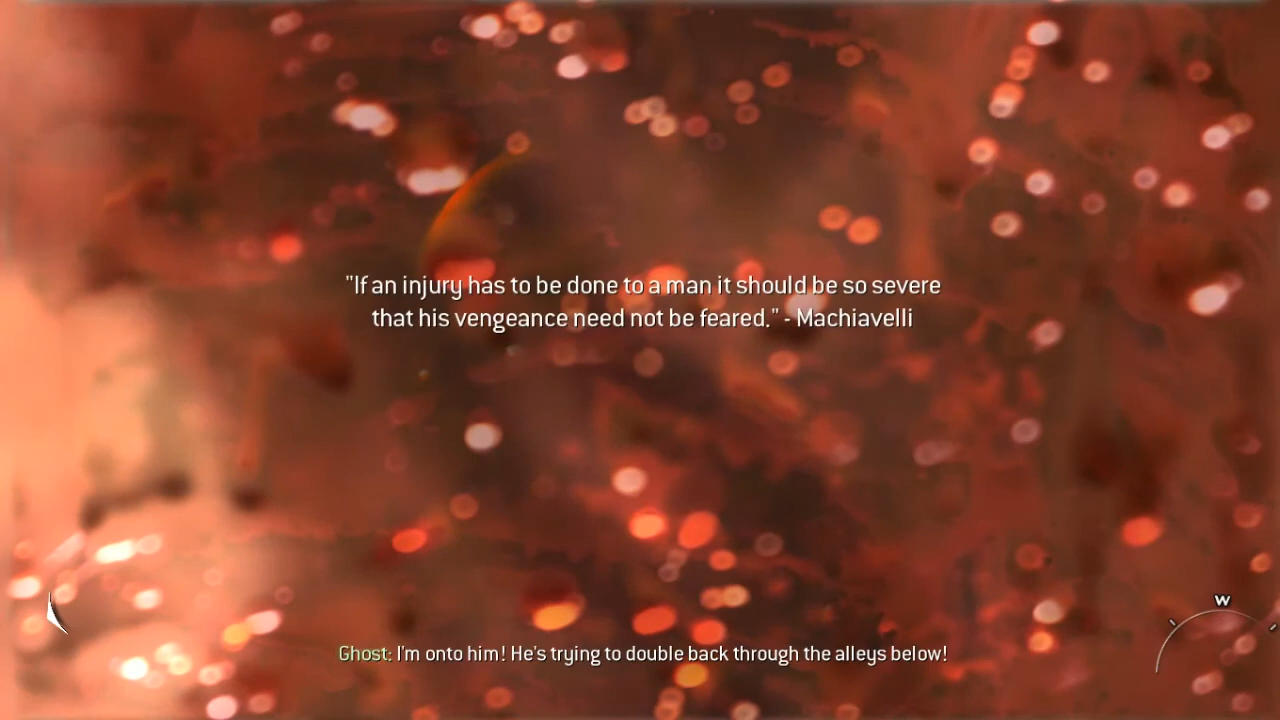 "If an injury has to be done to a man it should be so severe
that his vengeance need not be feared." - Machiavelli
W
Ghost: I'm onto him! He's trying to double back through the alleys below!